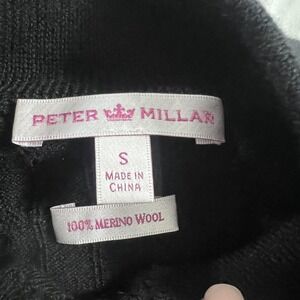 PETER MILLAR
S
MADE IN
CHINA
100% MERINO WOOL